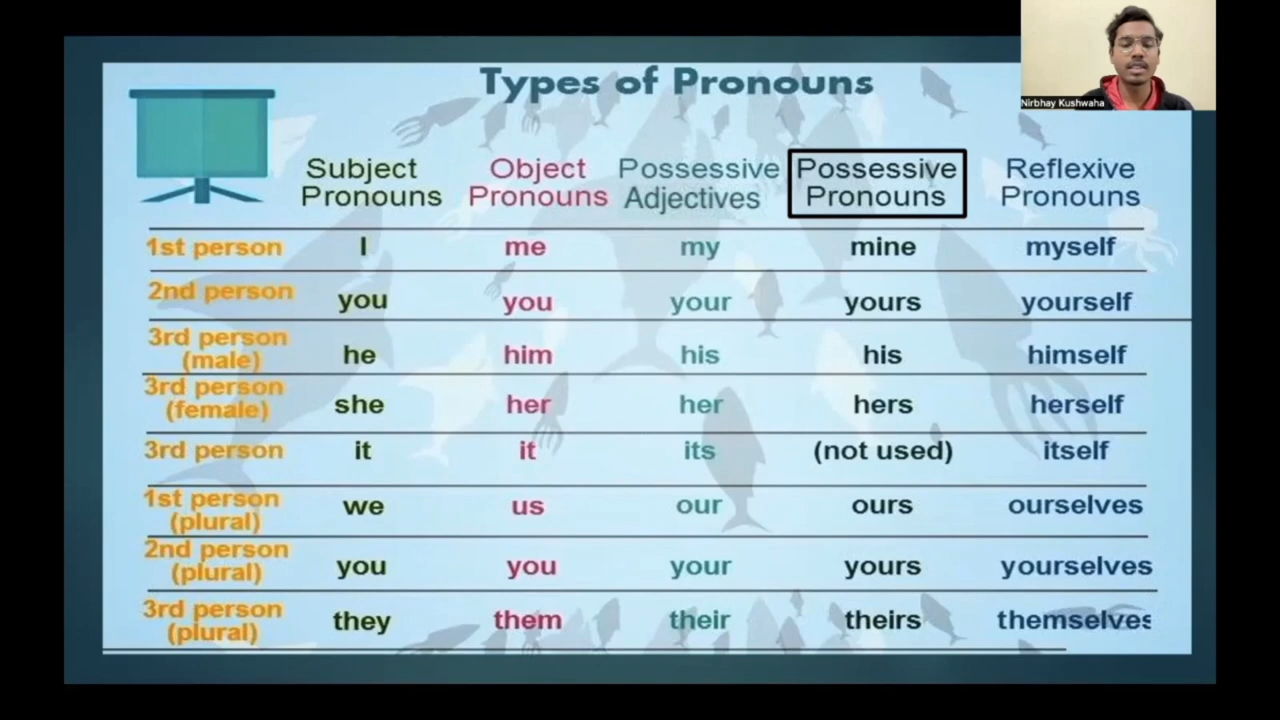 Types of Pronouns
Nirbhay Kushwaha
Subject Pronouns Object Pronouns Possessive Adjectives Possessive Pronouns Reflexive Pronouns
1st person I me my mine myself
2nd person you you your yours yourself
3rd person (male) he him his his himself
3rd person (female) she her her hers herself
3rd person it it its (not used) itself
1st person (plural) we us our ours ourselves
2nd person (plural) you you your yours yourselves
3rd person (plural) they them their theirs themselves